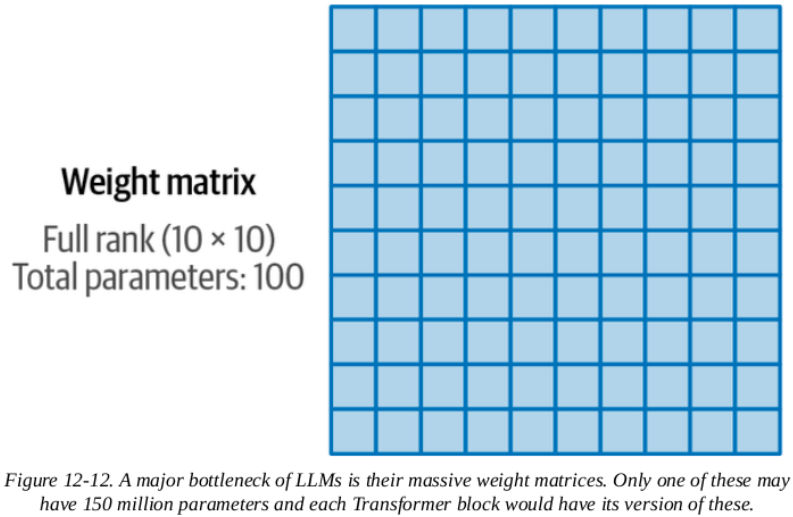 Weight matrix
Full rank (10 × 10)
Total parameters: 100
Figure 12-12. A major bottleneck of LLMs is their massive weight matrices. Only one of these may
have 150 million parameters and each Transformer block would have its version of these.